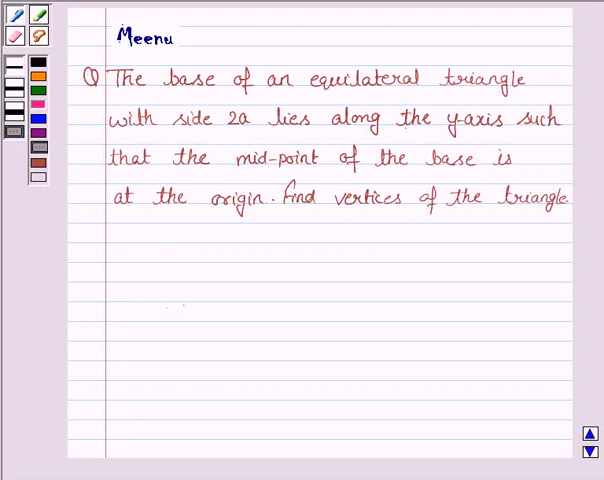 Meenu
Q The base of an equilateral triangle
with side 2a lies along the y-axis such
that the mid-point of the base is
at the origin. Find vertices of the triangle.